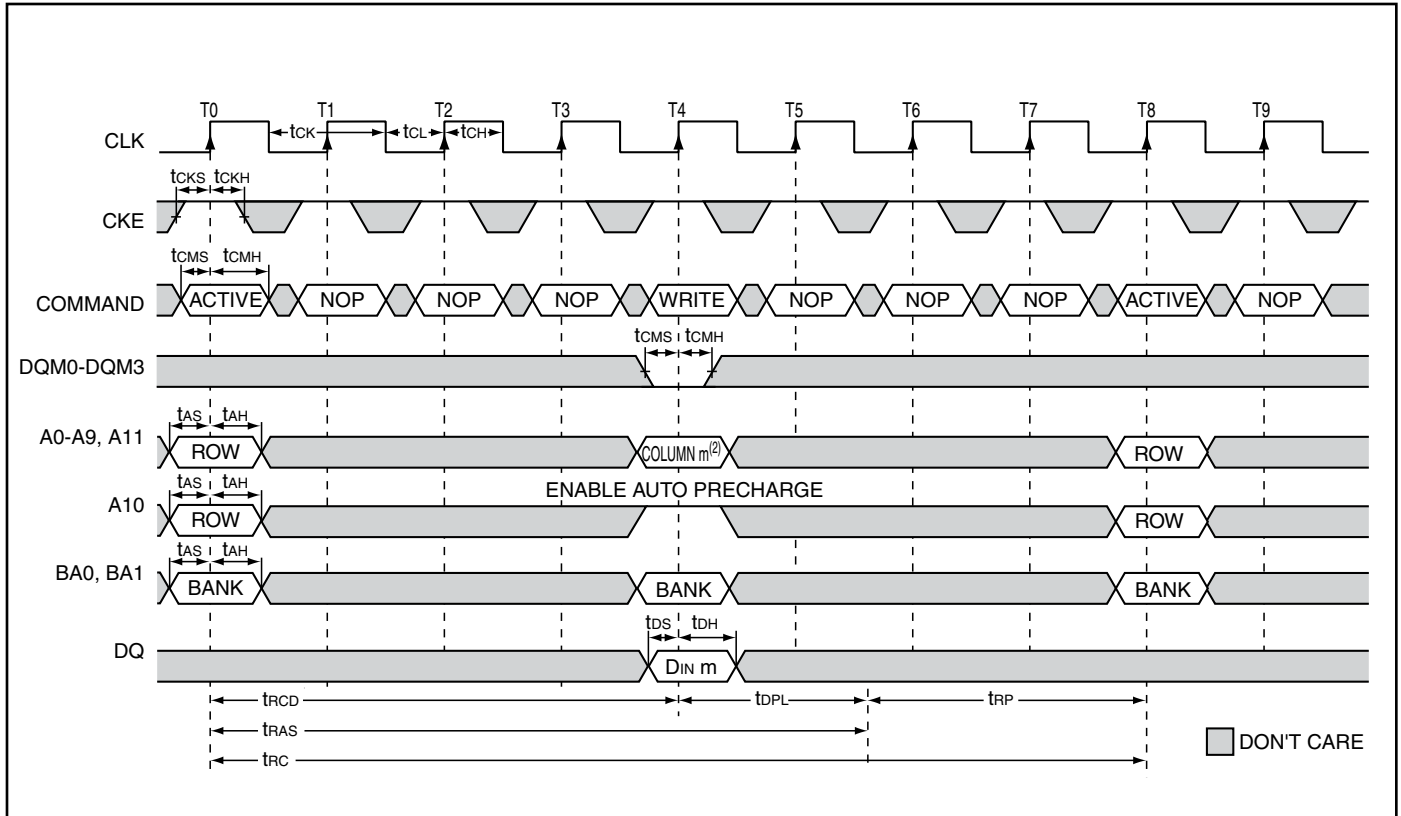 T0 T1 T2 T3 T4 T5 T6 T7 T8 T9
CLK tCK tCL tCH
tCKS tCKH
CKE
tCMS tCMH
COMMAND ACTIVE NOP NOP NOP WRITE NOP NOP NOP ACTIVE NOP
tCMS tCMH
DQM0-DQM3
tAS tAH
A0-A9, A11 ROW COLUMN m(2) ROW
tAS tAH ENABLE AUTO PRECHARGE
A10 ROW ROW
tAS tAH
BA0, BA1 BANK BANK BANK
tDS tDH
DQ DIN m
tRCD tDPL tRP
tRAS
DON'T CARE
tRC